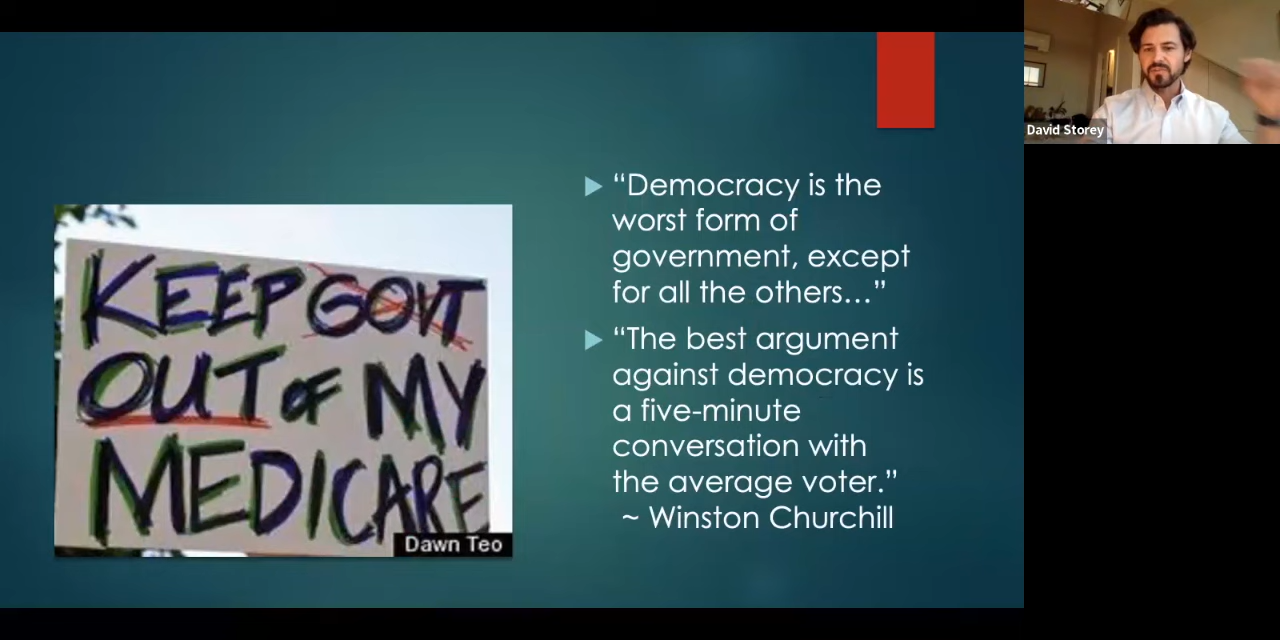 KEEP GOVT
OUT OF MY
MEDICARE
Dawn Teo
“Democracy is the
worst form of
government, except
for all the others...”
“The best argument
against democracy is
a five-minute
conversation with
the average voter.”
~ Winston Churchill
David Storey